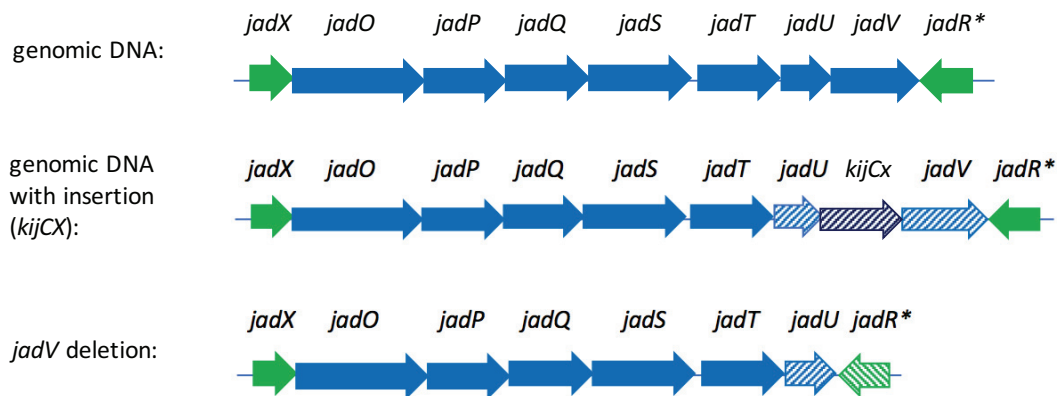 jadX jadO jadP jadQ jadS jadT jadU jadV jadR*
genomic DNA:
genomic DNA
with insertion
(kijCX):
jadX jadO jadP jadQ jadS jadT jadU kijCx jadV jadR*
jadX jadO jadP jadQ jadS jadT jadU jadR*
jadV deletion: